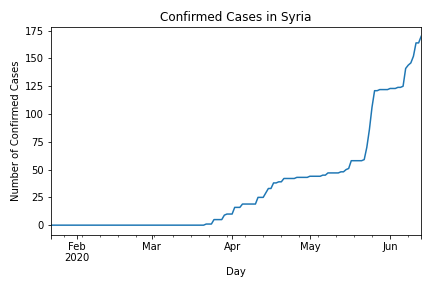 Confirmed Cases in Syria
Number of Confirmed Cases
175
150
125
100
75
50
25
0
Feb
2020
Mar
Apr
May
Jun
Day